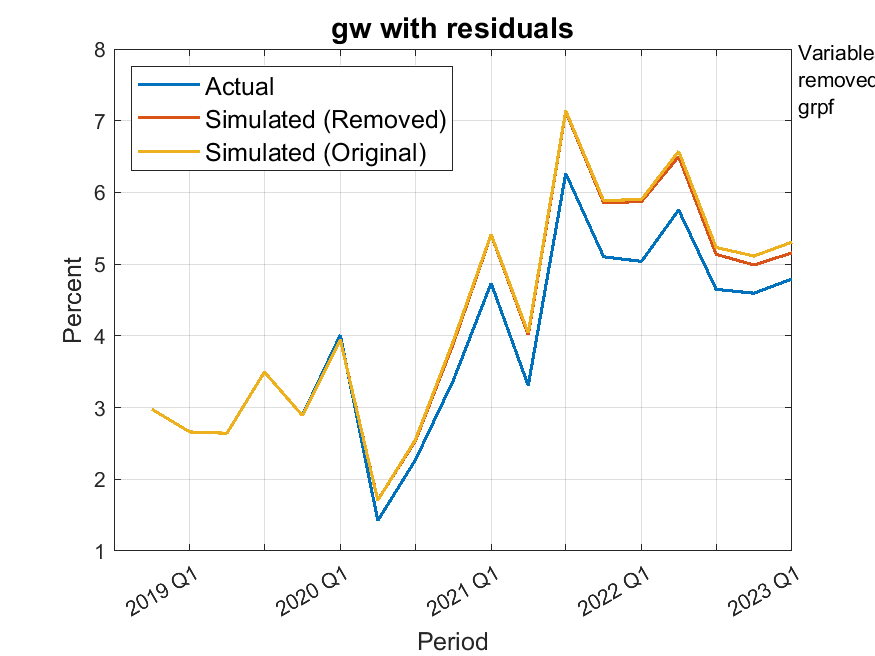 gw with residuals
Variable
removed
grpf
Actual
Simulated (Removed)
Simulated (Original)
8
7
6
5
4
3
2
1
Percent
2019 Q1
2020 Q1
2021 Q1
2022 Q1
2023 Q1
Period